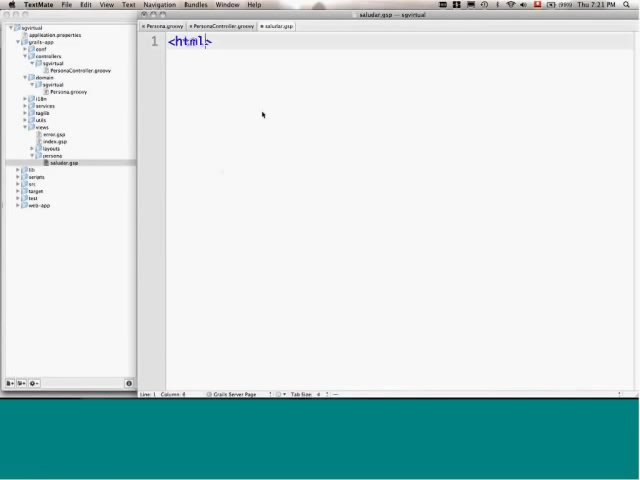 TextMate File Edit View Text Navigation Bundles Window Help (99%) Thu 7:21 PM
saludar.gsp — sgvirtual
Persona.groovy PersonaController.groovy saludar.gsp
1 <html>
sgvirtual
application.properties
grails-app
conf
controllers
sgvirtual
PersonaController.groovy
domain
sgvirtual
Persona.groovy
i18n
services
taglib
utils
views
error.gsp
index.gsp
layouts
persona
saludar.gsp
lib
scripts
src
target
test
web-app
Line: 1 Column: 6 Grails Server Page Tab Size: 4 —